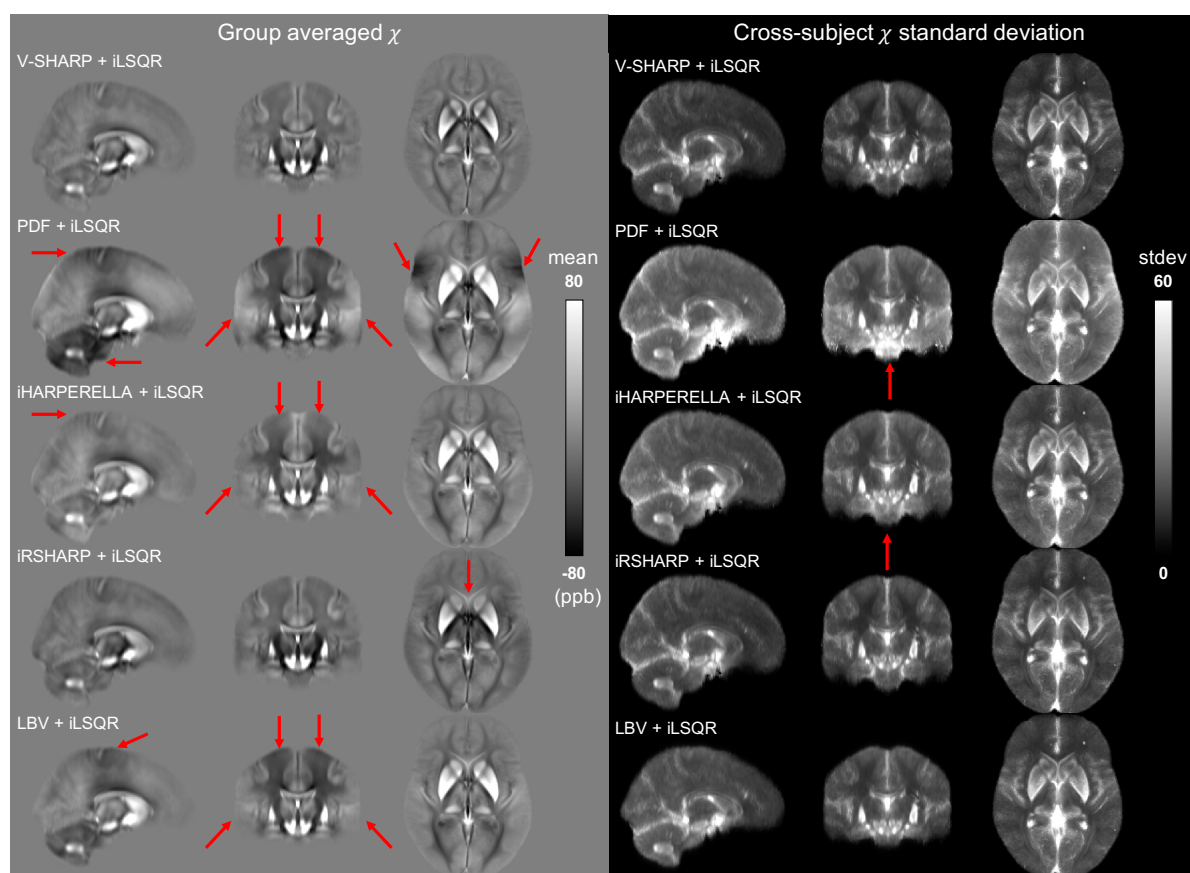 Group averaged χ
V-SHARP + iLSQR
PDF + iLSQR
mean
80
iHARPERELLA + iLSQR
iRSHARP + iLSQR
-80
(ppb)
LBV + iLSQR
Cross-subject χ standard deviation
V-SHARP + iLSQR
PDF + iLSQR
stdev
60
iHARPERELLA + iLSQR
iRSHARP + iLSQR
0
LBV + iLSQR